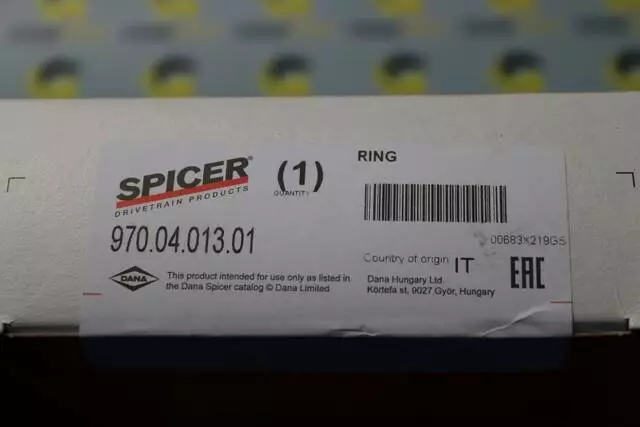 SPICER®
DRIVETRAIN PRODUCTS
(1)
QUANTITY
RING
970.04.013.01
00683X219GS
Country of origin IT
EAC
DANA
This product intended for use only as listed in
the Dana Spicer catalog © Dana Limited
Dana Hungary Ltd.
Körtefa st, 9027 Győr, Hungary